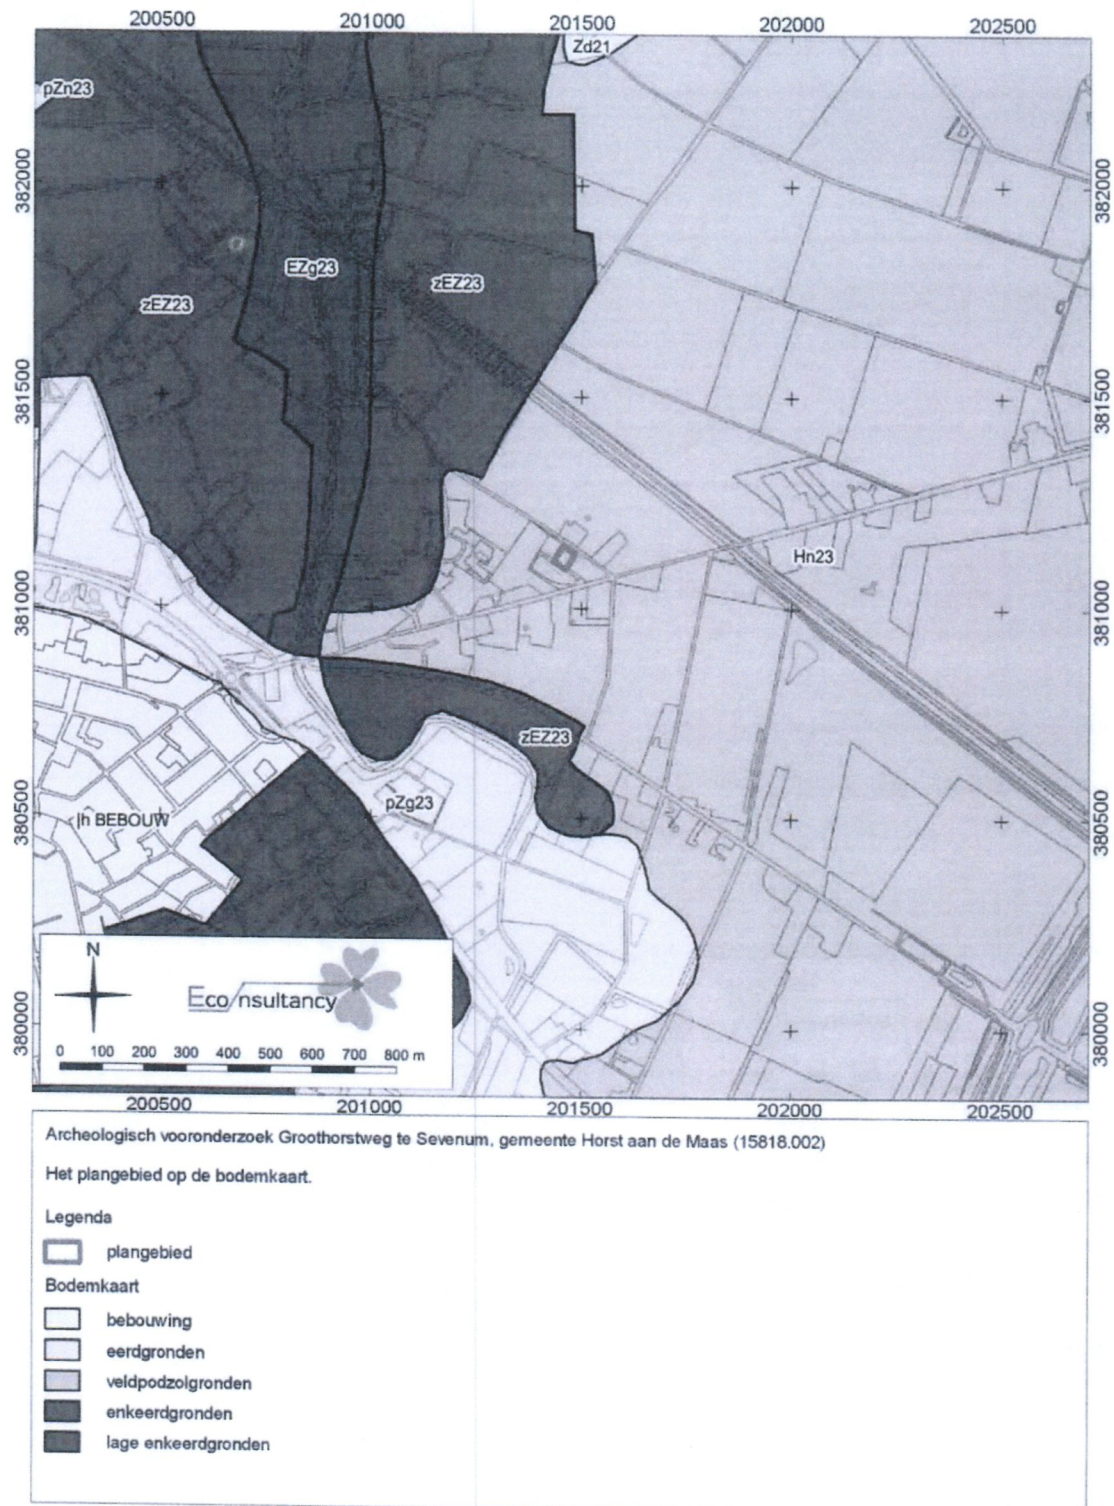 200500 201000 201500 202000 202500
Zd21
pZn23
382000 382000
EZg23 zEZ23
zEZ23
381500 381500
Hn23
381000 381000
zEZ23
pZg23
|h BEBOUW
380500 380500
N
Eco nsultancy
380000 380000
0 100 200 300 400 500 600 700 800 m
200500 201000 201500 202000 202500
Archeologisch vooronderzoek Groothorstweg te Sevenum, gemeente Horst aan de Maas (15818.002)
Het plangebied op de bodemkaart.
Legenda
plangebied
Bodemkaart
bebouwing
eerdgronden
veldpodzolgronden
enkeerdgronden
lage enkeerdgronden